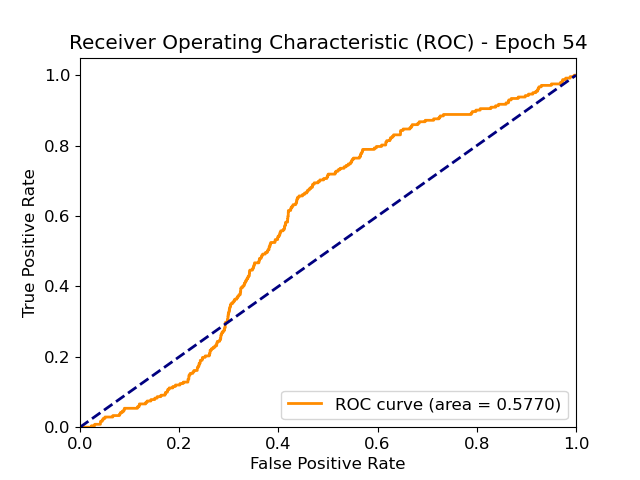 Receiver Operating Characteristic (ROC) - Epoch 54
True Positive Rate
1.0
0.8
0.6
0.4
0.2
0.0
ROC curve (area = 0.5770)
0.0 0.2 0.4 0.6 0.8 1.0
False Positive Rate